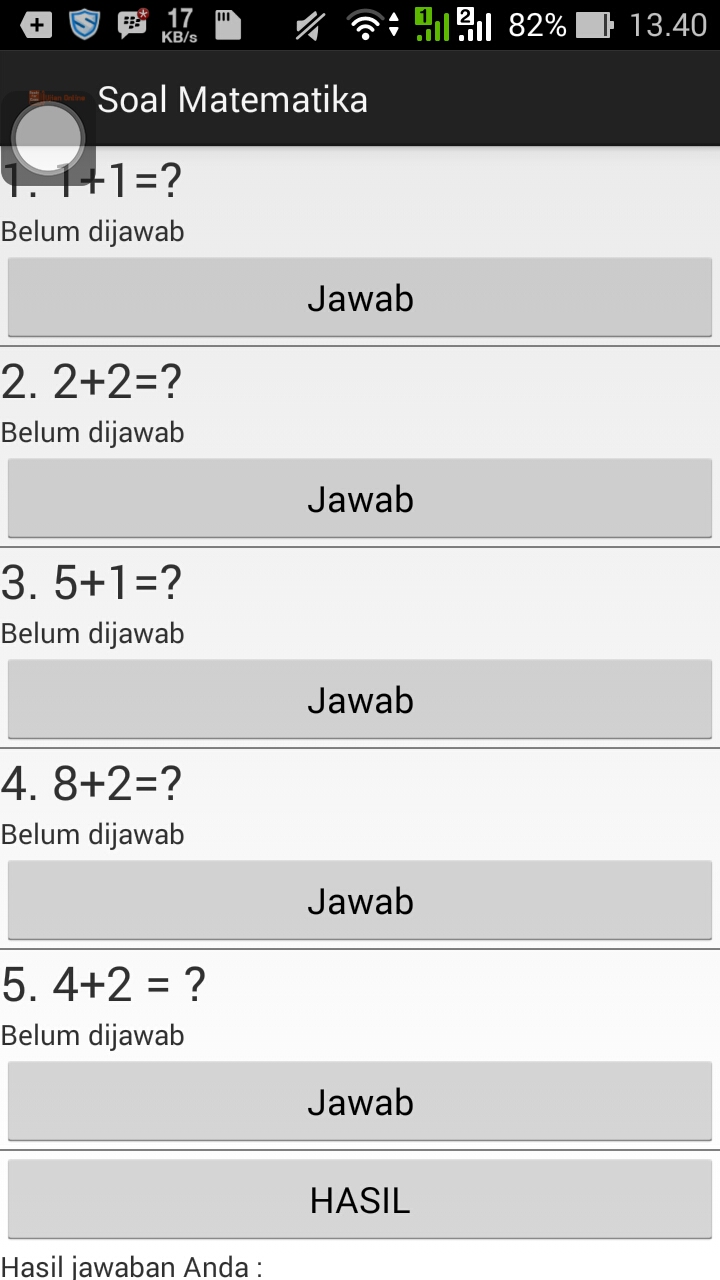 17
KB/s
1
2
82%
13.40
Soal Matematika
1. 1+1=?
Belum dijawab
Jawab
2. 2+2=?
Belum dijawab
Jawab
3. 5+1=?
Belum dijawab
Jawab
4. 8+2=?
Belum dijawab
Jawab
5. 4+2 = ?
Belum dijawab
Jawab
HASIL
Hasil jawaban Anda :